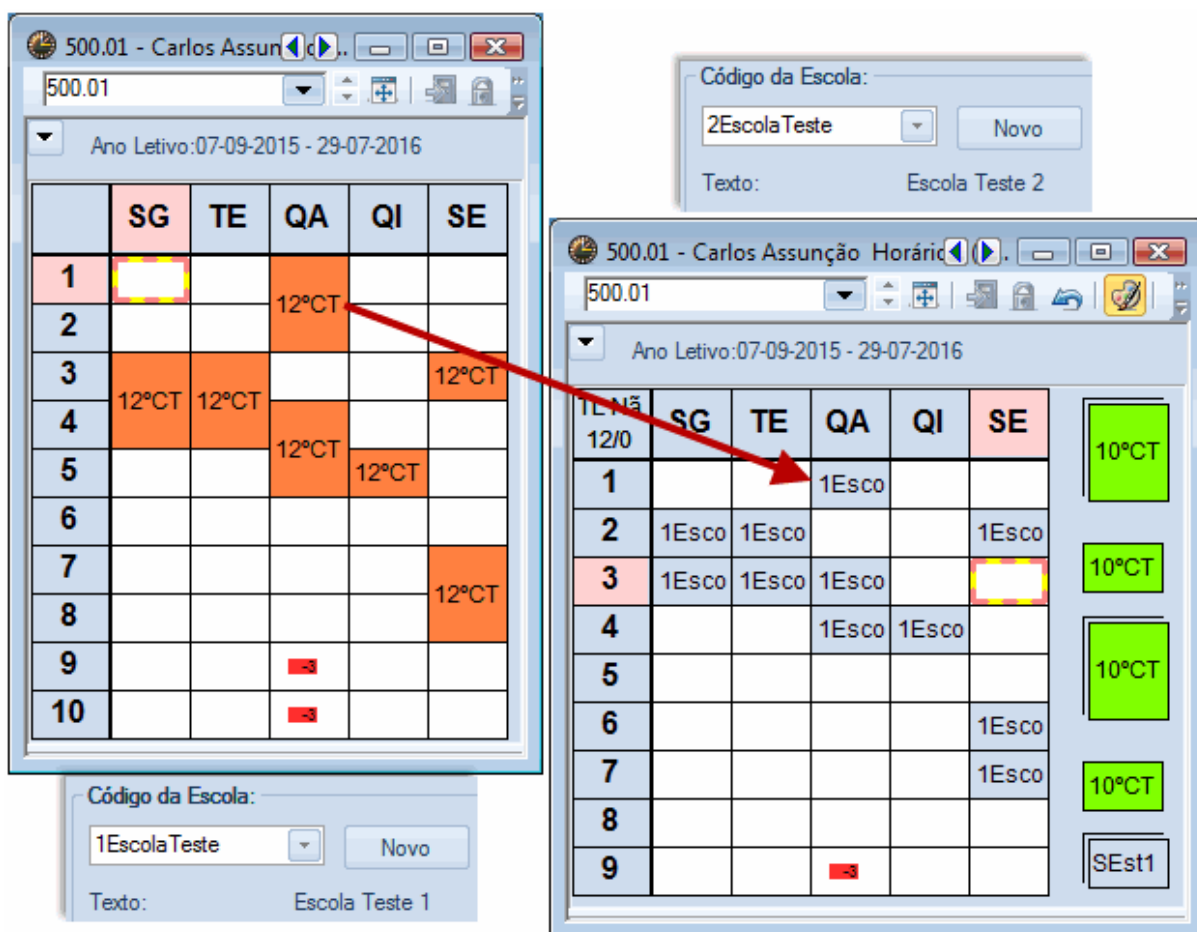 500.01 - Carlos Assun
500.01
Ano Letivo:07-09-2015 - 29-07-2016
SG TE QA QI SE
1
12ºCT
2
3 12ºCT
12ºCT 12ºCT
4
12ºCT
5 12ºCT
6
7
12ºCT
8
9 -3
10 -3
Código da Escola:
1EscolaTeste Novo
Texto: Escola Teste 1
Código da Escola:
2EscolaTeste Novo
Texto: Escola Teste 2
500.01 - Carlos Assunção Horário
500.01
Ano Letivo:07-09-2015 - 29-07-2016
12/0 SG TE QA QI SE
1 1Esco
2 1Esco 1Esco 1Esco
3 1Esco 1Esco 1Esco
4 1Esco 1Esco
5
6 1Esco
7 1Esco
8
9 -3
10ºCT
10ºCT
10ºCT
10ºCT
SEst1